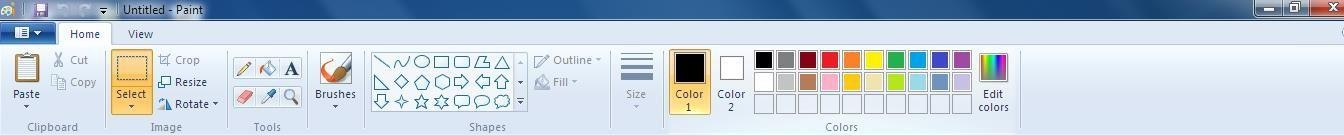 Untitled - Paint
Home View
Paste
Cut
Copy
Clipboard
Select
Crop
Resize
Rotate
Image
A
Tools
Brushes
Shapes
Outline
Fill
Size
Color 1
Color 2
Edit colors
Colors